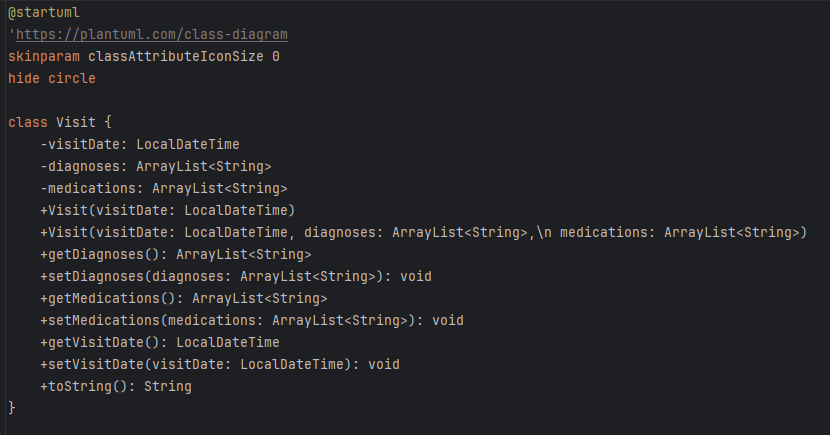 @startuml
'https://plantuml.com/class-diagram
skinparam classAttributeIconSize 0
hide circle
class Visit {
-visitDate: LocalDateTime
-diagnoses: ArrayList<String>
-medications: ArrayList<String>
+Visit(visitDate: LocalDateTime)
+Visit(visitDate: LocalDateTime, diagnoses: ArrayList<String>,\n medications: ArrayList<String>)
+getDiagnoses(): ArrayList<String>
+setDiagnoses(diagnoses: ArrayList<String>): void
+getMedications(): ArrayList<String>
+setMedications(medications: ArrayList<String>): void
+getVisitDate(): LocalDateTime
+setVisitDate(visitDate: LocalDateTime): void
+toString(): String
}